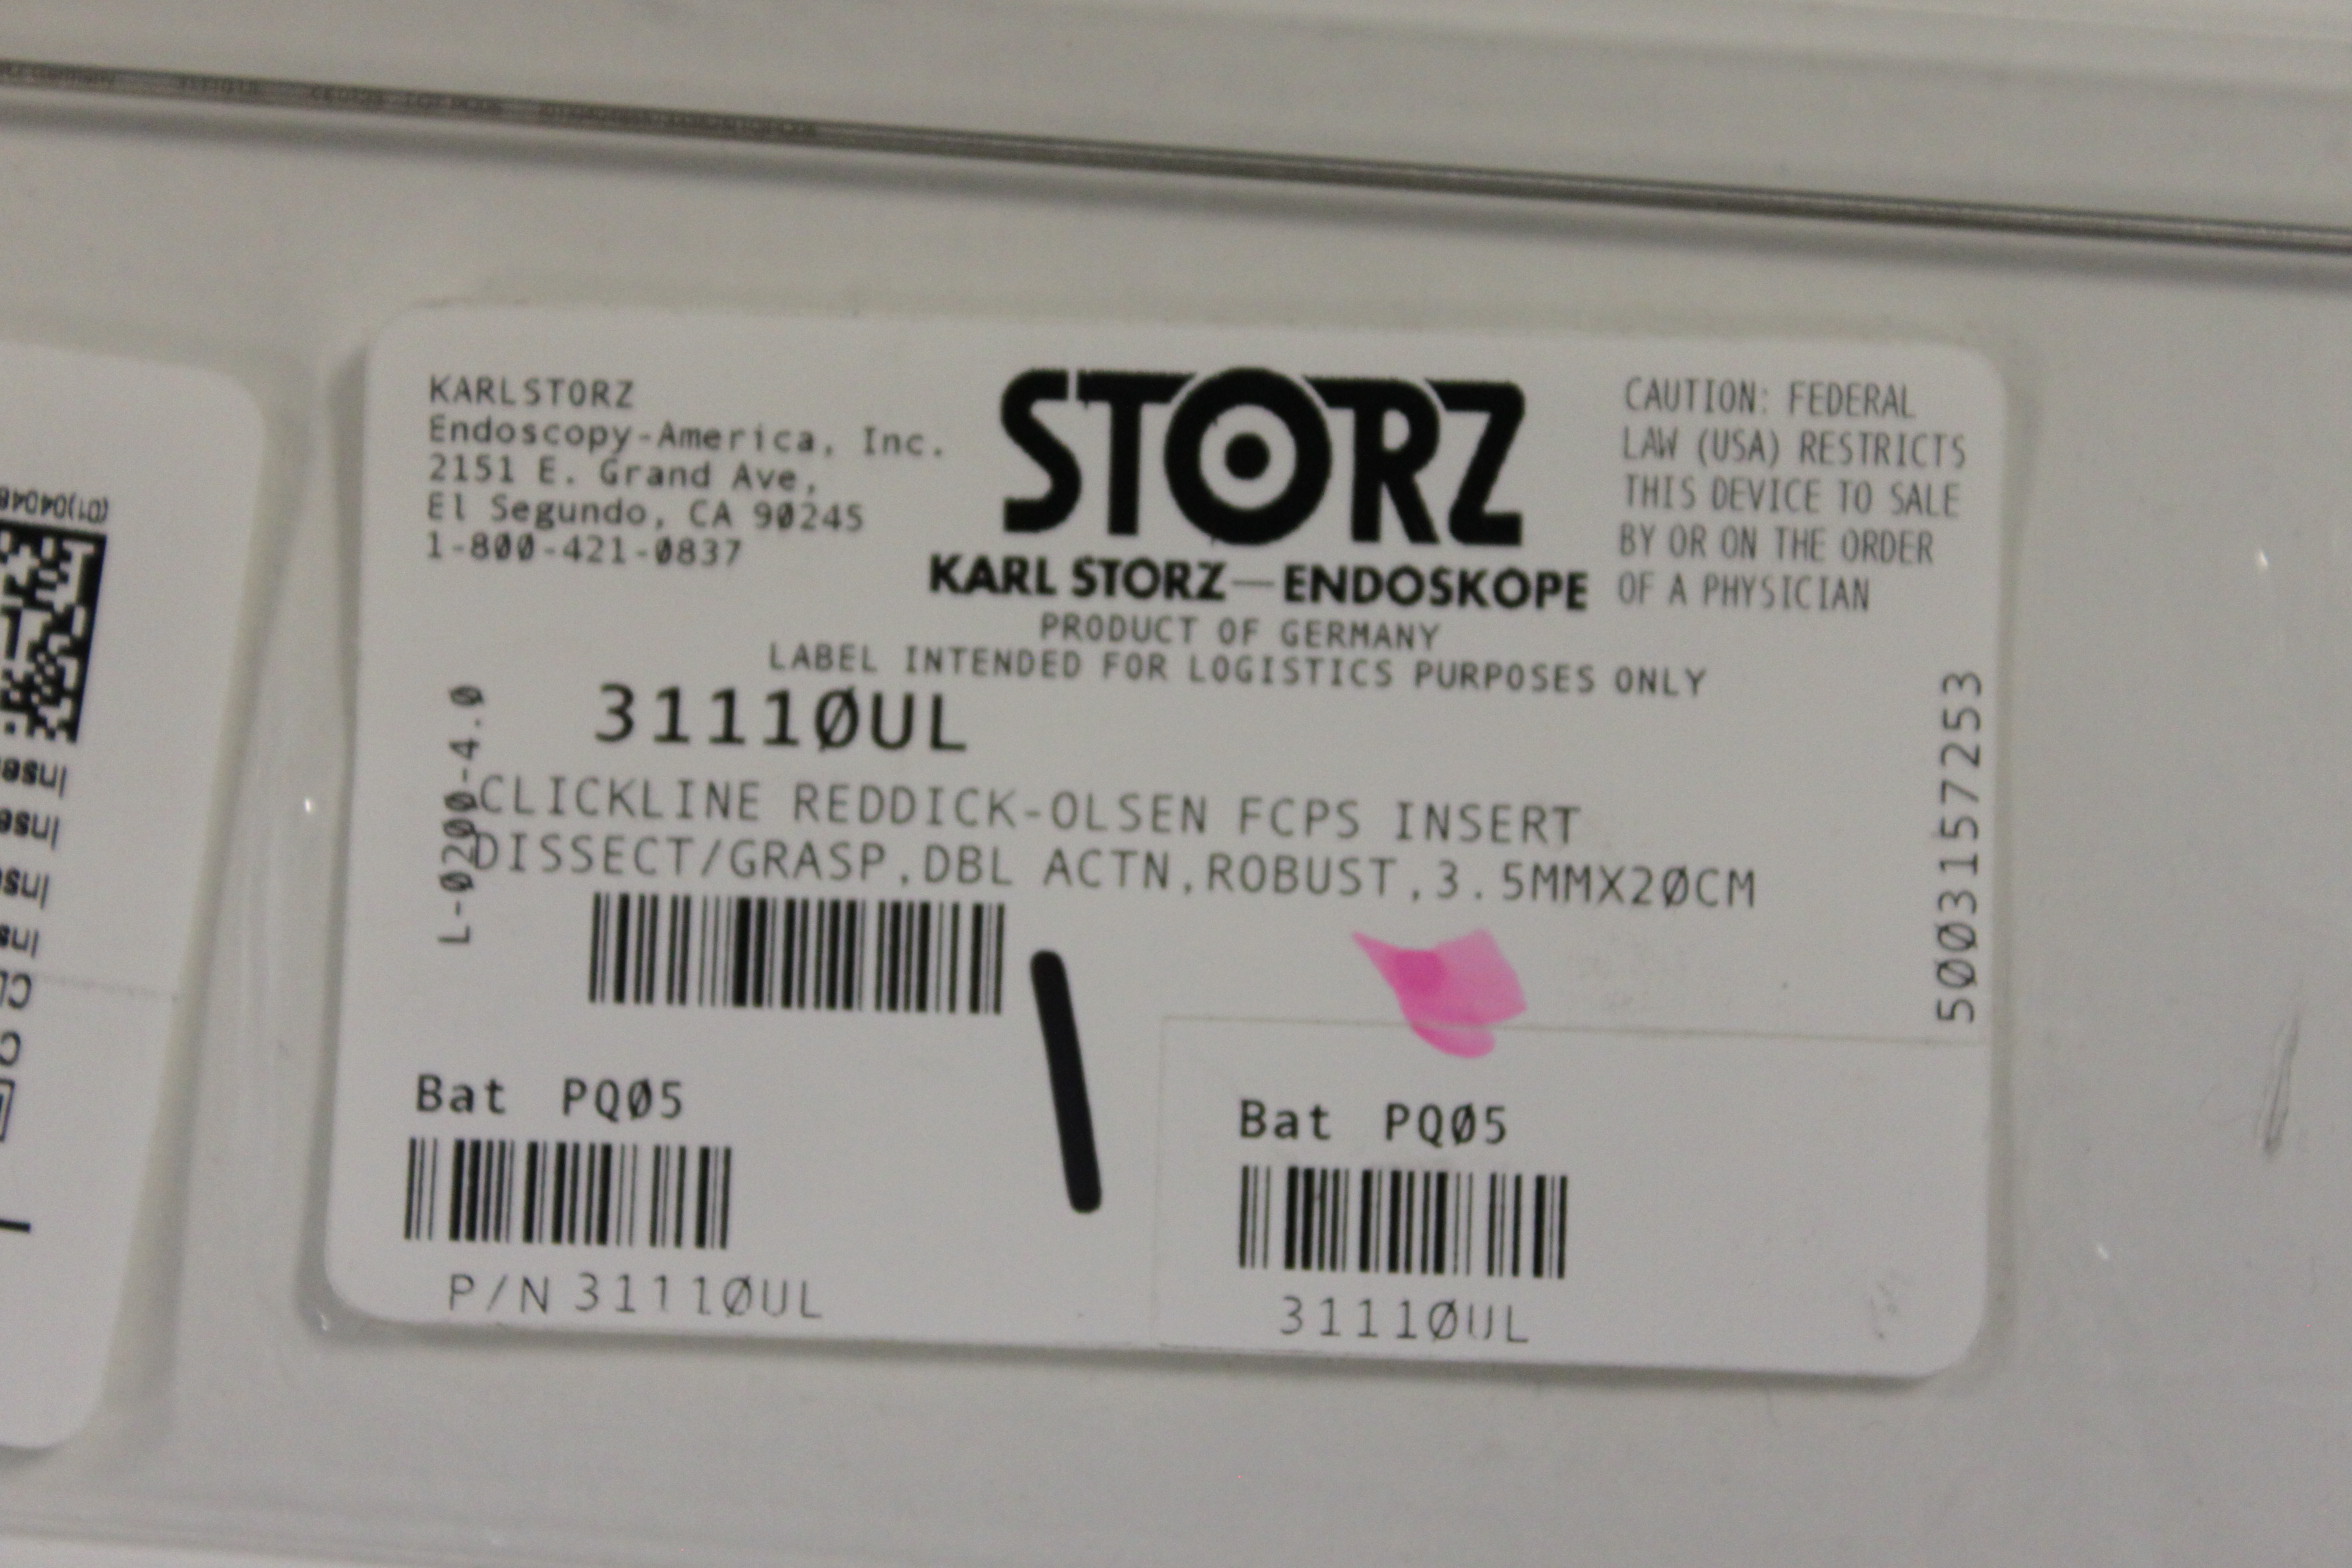 KARL STORZ
Endoscopy-America, Inc.
2151 E. Grand Ave,
El Segundo, CA 90245
1-800-421-0837
STORZ
KARL STORZ—ENDOSKOPE
PRODUCT OF GERMANY
LABEL INTENDED FOR LOGISTICS PURPOSES ONLY
CAUTION: FEDERAL
LAW (USA) RESTRICTS
THIS DEVICE TO SALE
BY OR ON THE ORDER
OF A PHYSICIAN
L-0200-4.0
31110UL
CLICKLINE REDDICK-OLSEN FCPS INSERT
DISSECT/GRASP,DBL ACTN,ROBUST,3.5MMX20CM
5003157253
Bat PQ05
P/N 31110UL
Bat PQ05
31110UL